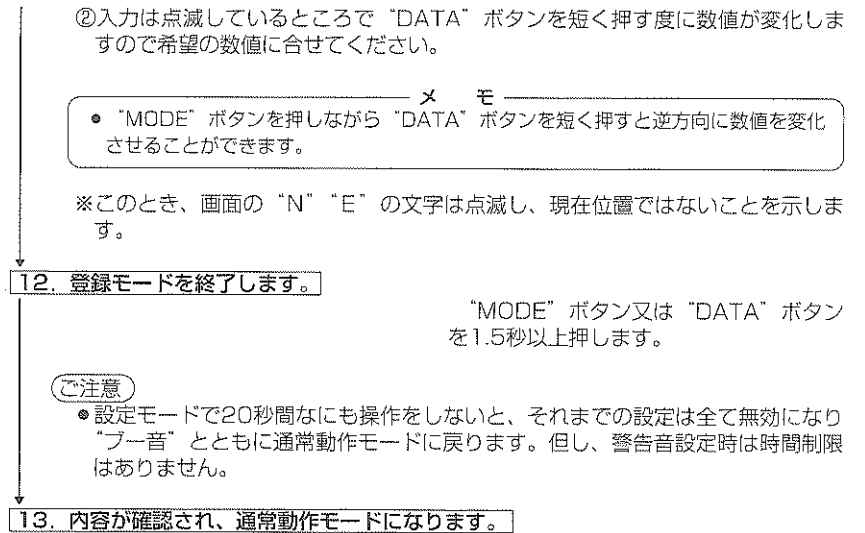 ②入力は点滅しているところで“DATA”ボタンを短く押す度に数値が変化しま
すので希望の数値に合せてください。
メ モ
● “MODE”ボタンを押しながら“DATA”ボタンを短く押すと逆方向に数値を変化
させることができます。
※このとき、画面の“N”“E”の文字は点滅し、現在位置ではないことを示しま
す。
12．登録モードを終了します。
“MODE”ボタン又は“DATA”ボタン
を1.5秒以上押します。
ご注意
●設定モードで20秒間なにも操作をしないと、それまでの設定は全て無効になり
“ブー音”とともに通常動作モードに戻ります。但し、警告音設定時は時間制限
はありません。
13．内容が確認され、通常動作モードになります。